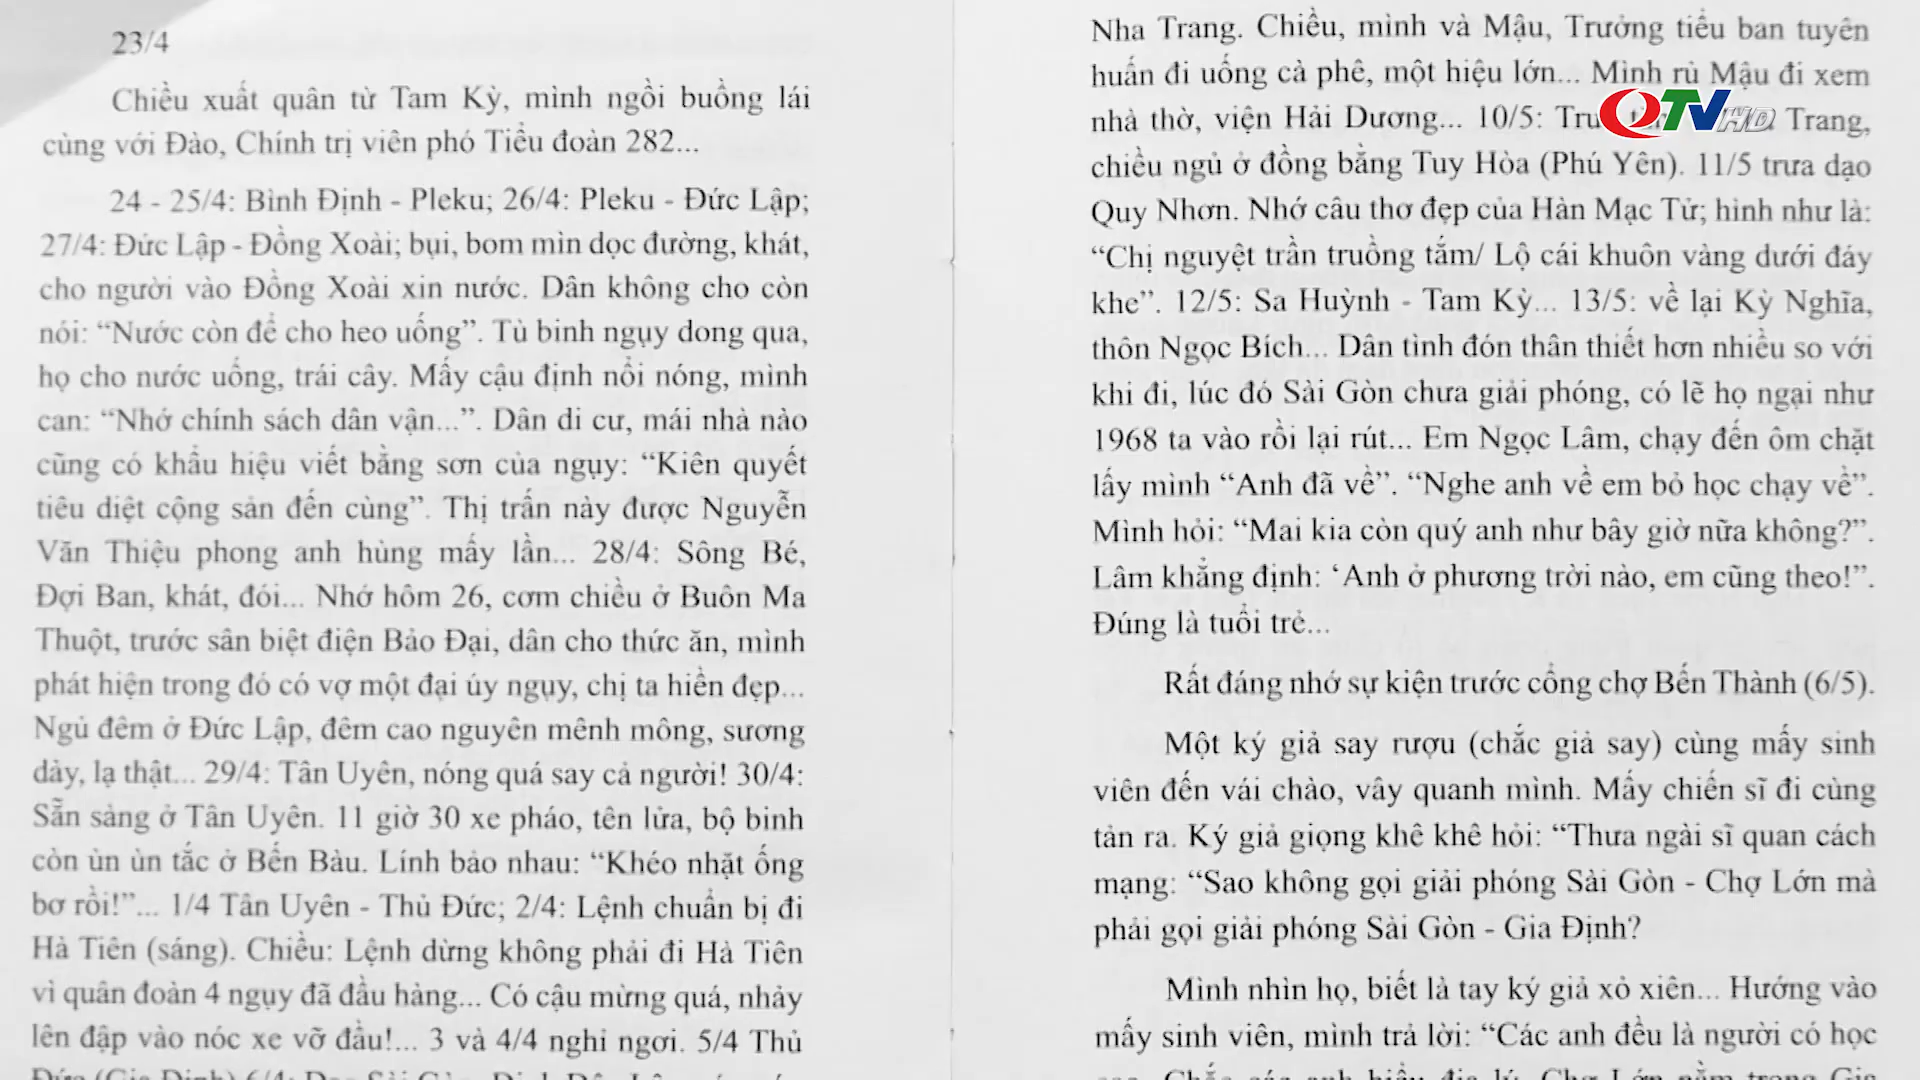 23/4
Chiều xuất quân từ Tam Kỳ, mình ngồi buồng lái
cùng với Đào, Chính trị viên phó Tiểu đoàn 282...
24 - 25/4: Bình Định - Pleku; 26/4: Pleku - Đức Lập;
27/4: Đức Lập - Đồng Xoài; bụi, bom mìn dọc đường, khát,
cho người vào Đồng Xoài xin nước. Dân không cho còn
nói: “Nước còn để cho heo uống”. Tù binh ngụy dong qua,
họ cho nước uống, trái cây. Mấy cậu định nổi nóng, mình
can: “Nhớ chính sách dân vận...”. Dân di cư, mái nhà nào
cũng có khẩu hiệu viết bằng sơn của ngụy: “Kiên quyết
tiêu diệt cộng sản đến cùng”. Thị trấn này được Nguyễn
Văn Thiệu phong anh hùng mấy lần... 28/4: Sông Bé,
Đợi Ban, khát, đói... Nhớ hôm 26, cơm chiều ở Buôn Ma
Thuột, trước sân biệt điện Bảo Đại, dân cho thức ăn, mình
phát hiện trong đó có vợ một đại úy ngụy, chị ta hiền đẹp...
Ngủ đêm ở Đức Lập, đêm cao nguyên mênh mông, sương
dày, lạ thật... 29/4: Tân Uyên, nóng quá say cả người! 30/4:
Sẵn sàng ở Tân Uyên. 11 giờ 30 xe pháo, tên lửa, bộ binh
còn ùn ùn tắc ở Bến Bàu. Lính bảo nhau: “Khéo nhặt ống
bơ rồi!”... 1/4 Tân Uyên - Thủ Đức; 2/4: Lệnh chuẩn bị đi
Hà Tiên (sáng). Chiều: Lệnh dừng không phải đi Hà Tiên
vì quân đoàn 4 ngụy đã đầu hàng... Có cậu mừng quá, nhảy
lên đập vào nóc xe vỡ đầu!... 3 và 4/4 nghỉ ngơi. 5/4 Thủ
Nha Trang. Chiều, mình và Mậu, Trưởng tiểu ban tuyên
huấn đi uống cà phê, một hiệu lớn... Mình rủ Mậu đi xem
nhà thờ, viện Hải Dương... 10/5: Trang,
chiều ngủ ở đồng bằng Tuy Hòa (Phú Yên). 11/5 trưa dạo
Quy Nhơn. Nhớ câu thơ đẹp của Hàn Mạc Tử; hình như là:
“Chị nguyệt trần truồng tắm/ Lộ cái khuôn vàng dưới đáy
khe”. 12/5: Sa Huỳnh - Tam Kỳ... 13/5: về lại Kỳ Nghĩa,
thôn Ngọc Bích... Dân tình đón thân thiết hơn nhiều so với
khi đi, lúc đó Sài Gòn chưa giải phóng, có lẽ họ ngại như
1968 ta vào rồi lại rút... Em Ngọc Lâm, chạy đến ôm chặt
lấy mình “Anh đã về”. “Nghe anh về em bỏ học chạy về”.
Mình hỏi: “Mai kia còn quý anh như bây giờ nữa không?”.
Lâm khẳng định: ‘Anh ở phương trời nào, em cũng theo!”.
Đúng là tuổi trẻ...
Rất đáng nhớ sự kiện trước cổng chợ Bến Thành (6/5).
Một ký giả say rượu (chắc giả say) cùng mấy sinh
viên đến vái chào, vây quanh mình. Mấy chiến sĩ đi cùng
tản ra. Ký giả giọng khê khê hỏi: “Thưa ngài sĩ quan cách
mạng: “Sao không gọi giải phóng Sài Gòn - Chợ Lớn mà
phải gọi giải phóng Sài Gòn - Gia Định?
Mình nhìn họ, biết là tay ký giả xỏ xiên... Hướng vào
mấy sinh viên, mình trả lời: “Các anh đều là người có học
QTV HD